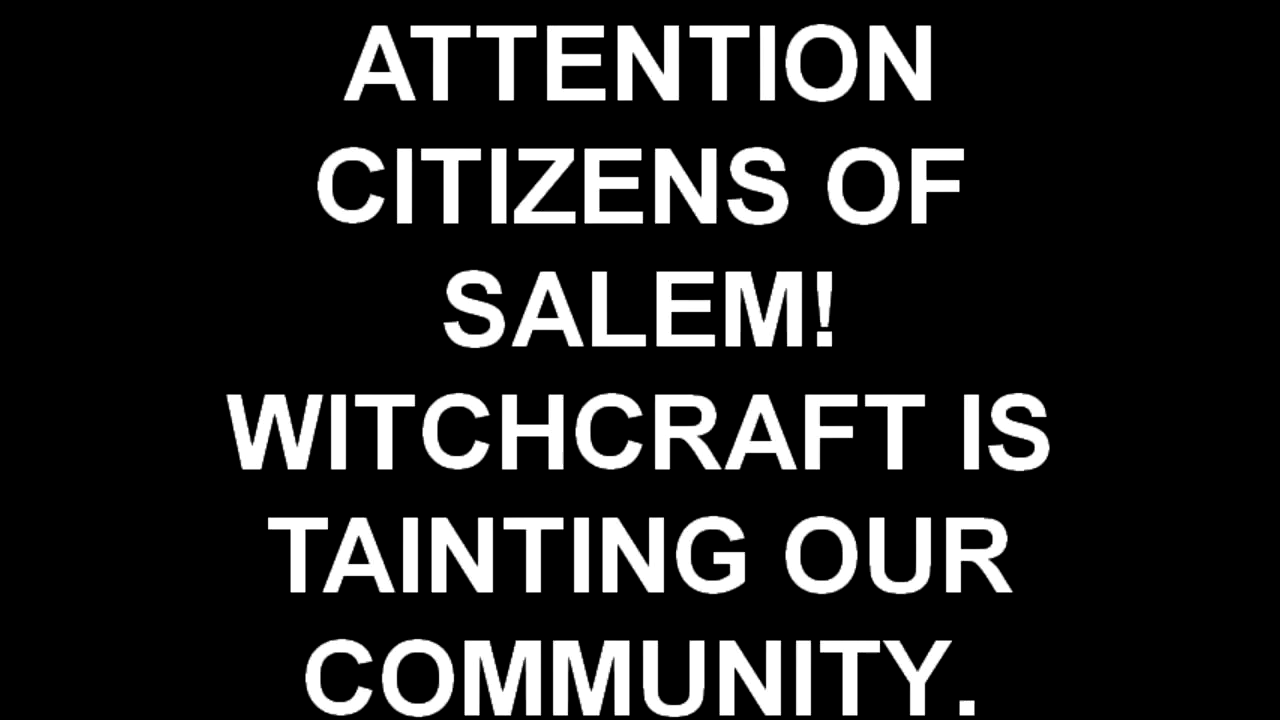 ATTENTION
CITIZENS OF
SALEM!
WITCHCRAFT IS
TAINTING OUR
COMMUNITY.